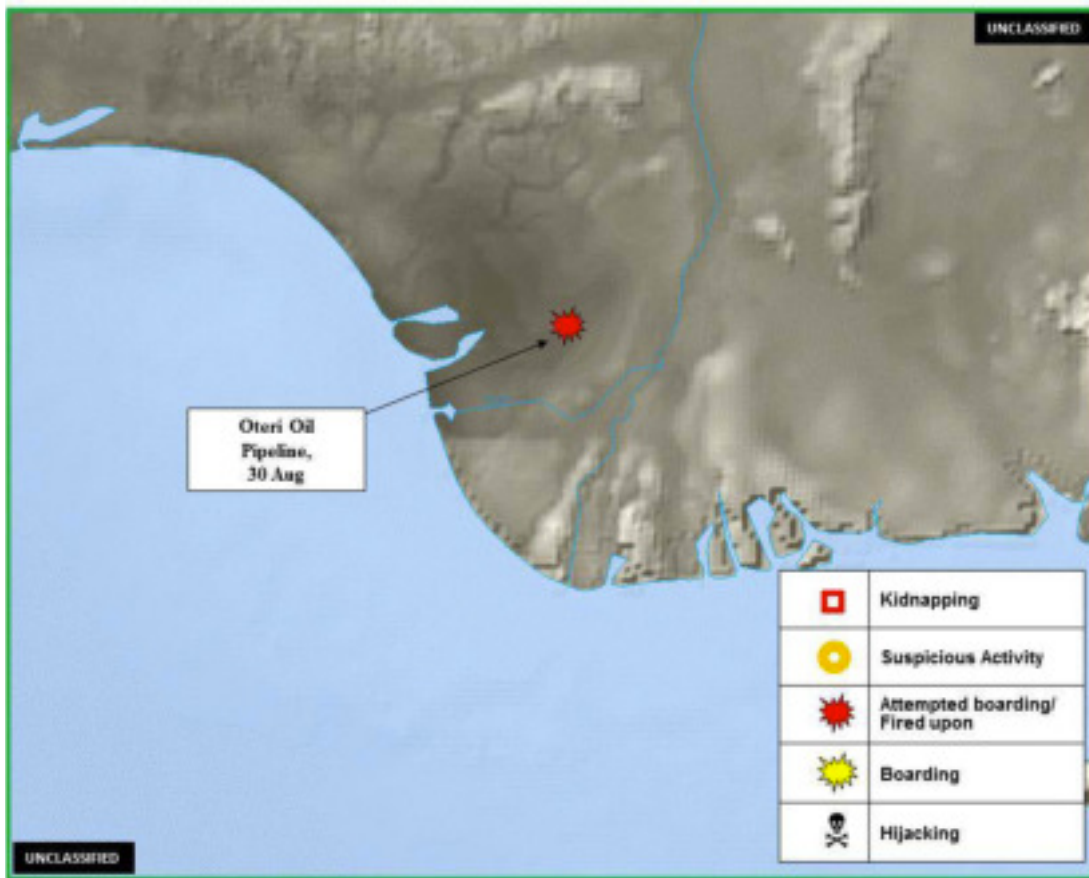 UNCLASSIFIED
Oteri Oil
Pipeline,
30 Aug
Kidnapping
Suspicious Activity
Attempted boarding/
Fired upon
Boarding
Hijacking
UNCLASSIFIED